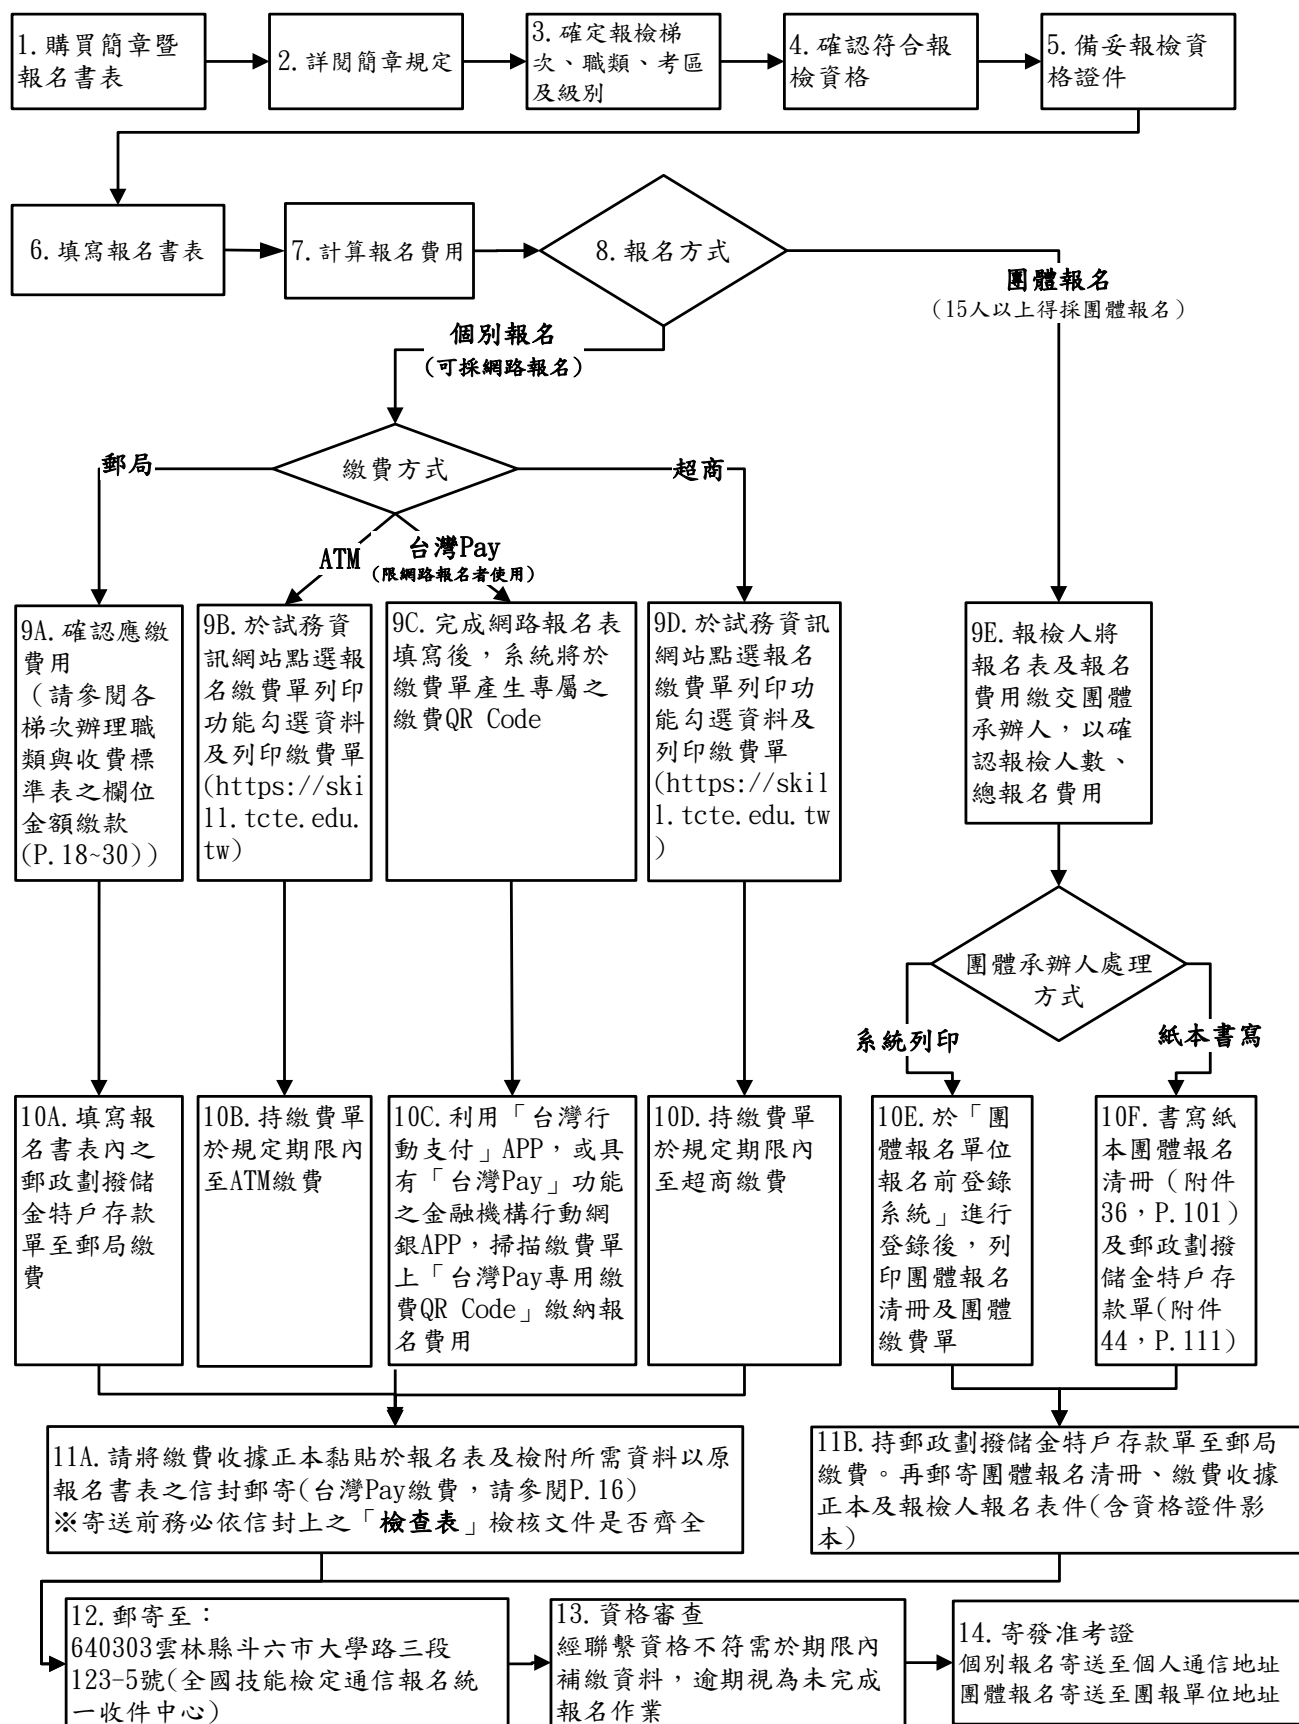 1.購買簡章暨
報名書表
2.詳閱簡章規定
3.確定報檢梯
次、職類、考區
及級別
4.確認符合報
檢資格
5.備妥報檢資
格證件
6.填寫報名書表
7.計算報名費用
8.報名方式
團體報名
(15人以上得採團體報名)
個別報名
(可採網路報名)
繳費方式
郵局
超商
ATM
台灣Pay
(限網路報名者使用)
9A.確認應繳
費用
(請參閱各
梯次辦理職
類與收費標
準表之欄位
金額繳款
(P.18~30))
9B.於試務資
訊網站點選報
名繳費單列印
功能勾選資料
及列印繳費單
(https://ski
ll.tcte.edu.
tw)
9C.完成網路報名表
填寫後，系統將於
繳費單產生專屬之
繳費QR Code
9D.於試務資訊
網站點選報名
繳費單列印功
能勾選資料及
列印繳費單
(https://skil
l.tcte.edu.tw
)
9E.報檢人將
報名表及報名
費用繳交團體
承辦人，以確
認報檢人數、
總報名費用
團體承辦人處理
方式
系統列印
紙本書寫
10A.填寫報
名書表內之
郵政劃撥儲
金特戶存款
單至郵局繳
費
10B.持繳費單
於規定期限內
至ATM繳費
10C.利用「台灣行
動支付」APP，或具
有「台灣Pay」功能
之金融機構行動網
銀APP，掃描繳費單
上「台灣Pay專用繳
費QR Code」繳納報
名費用
10D.持繳費單
於規定期限內
至超商繳費
10E.於「團
體報名單位
報名前登錄
系統」進行
登錄後，列
印團體報名
清冊及團體
繳費單
10F.書寫紙
本團體報名
清冊(附件
36，P.101)
及郵政劃撥
儲金特戶存
款單(附件
44，P.111)
11A.請將繳費收據正本黏貼於報名表及檢附所需資料以原
報名書表之信封郵寄(台灣Pay繳費，請參閱P.16)
※寄送前務必依信封上之「檢查表」檢核文件是否齊全
11B.持郵政劃撥儲金特戶存款單至郵局
繳費。再郵寄團體報名清冊、繳費收據
正本及報檢人報名表件(含資格證件影
本)
12.郵寄至：
640303雲林縣斗六市大學路三段
123-5號(全國技能檢定通信報名統
一收件中心)
13.資格審查
經聯繫資格不符需於期限內
補繳資料，逾期視為未完成
報名作業
14.寄發准考證
個別報名寄送至個人通信地址
團體報名寄送至團報單位地址